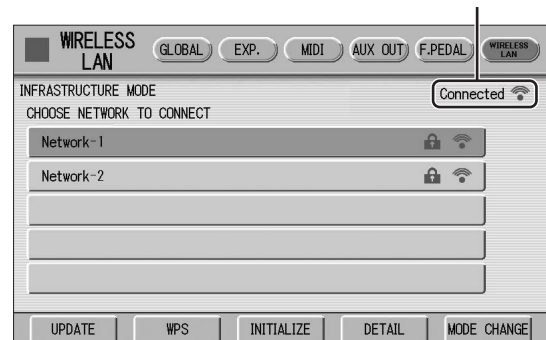 WIRELESS LAN GLOBAL EXP. MIDI AUX OUT F.PEDAL WIRELESS LAN
INFRASTRUCTURE MODE Connected
CHOOSE NETWORK TO CONNECT
Network-1
Network-2
UPDATE WPS INITIALIZE DETAIL MODE CHANGE